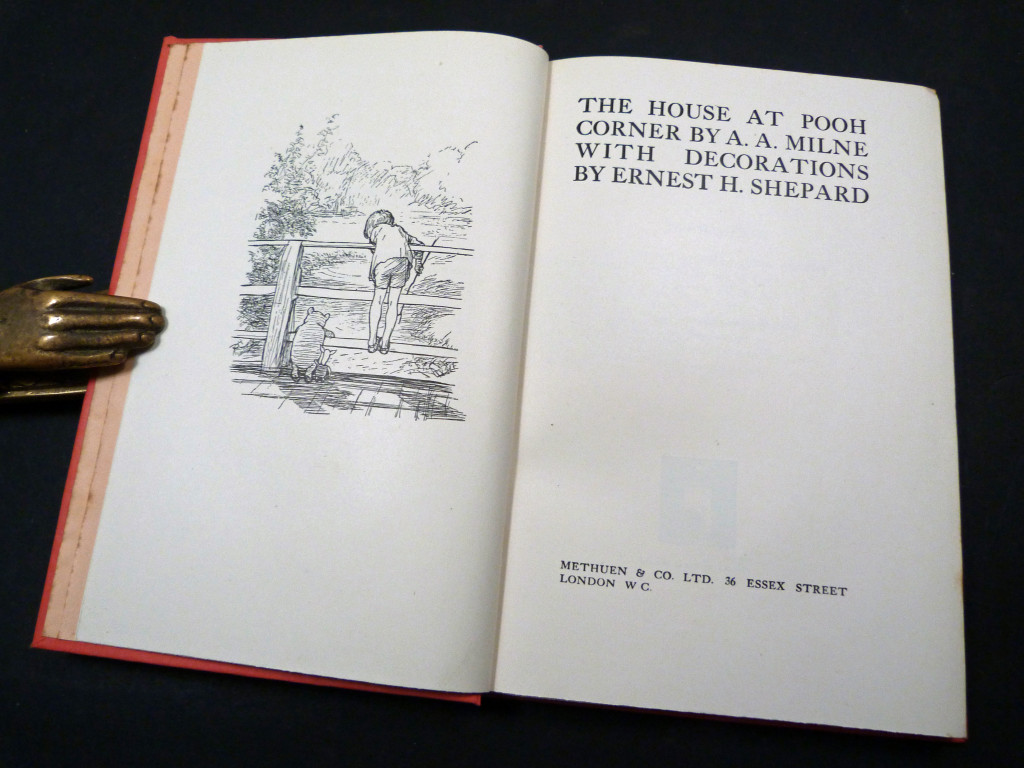 THE HOUSE AT POOH
CORNER BY A. A. MILNE
WITH DECORATIONS
BY ERNEST H. SHEPARD
METHUEN & CO. LTD. 36 ESSEX STREET
LONDON W C.